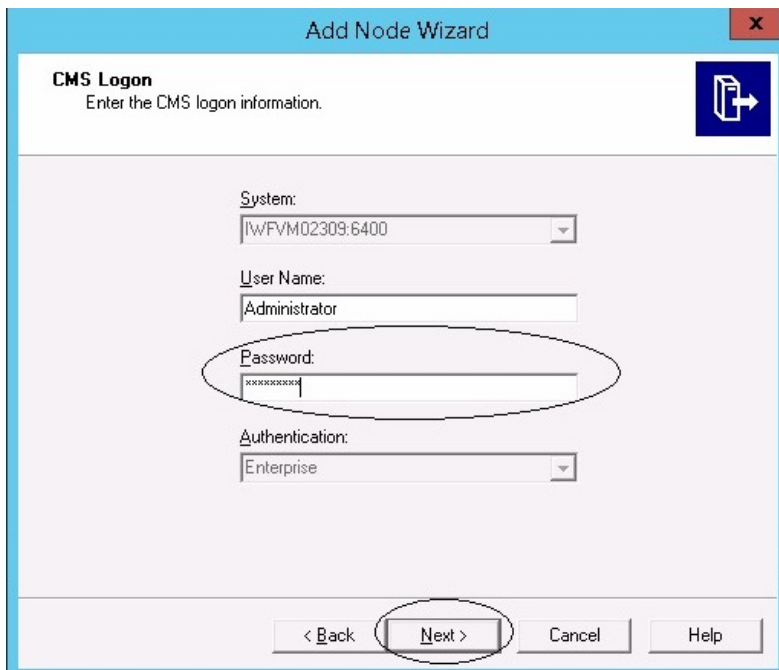 Add Node Wizard
x
CMS Logon
Enter the CMS logon information.
System:
IWFVM02309:6400
User Name:
Administrator
Password:
*********
Authentication:
Enterprise
< Back
Next >
Cancel
Help